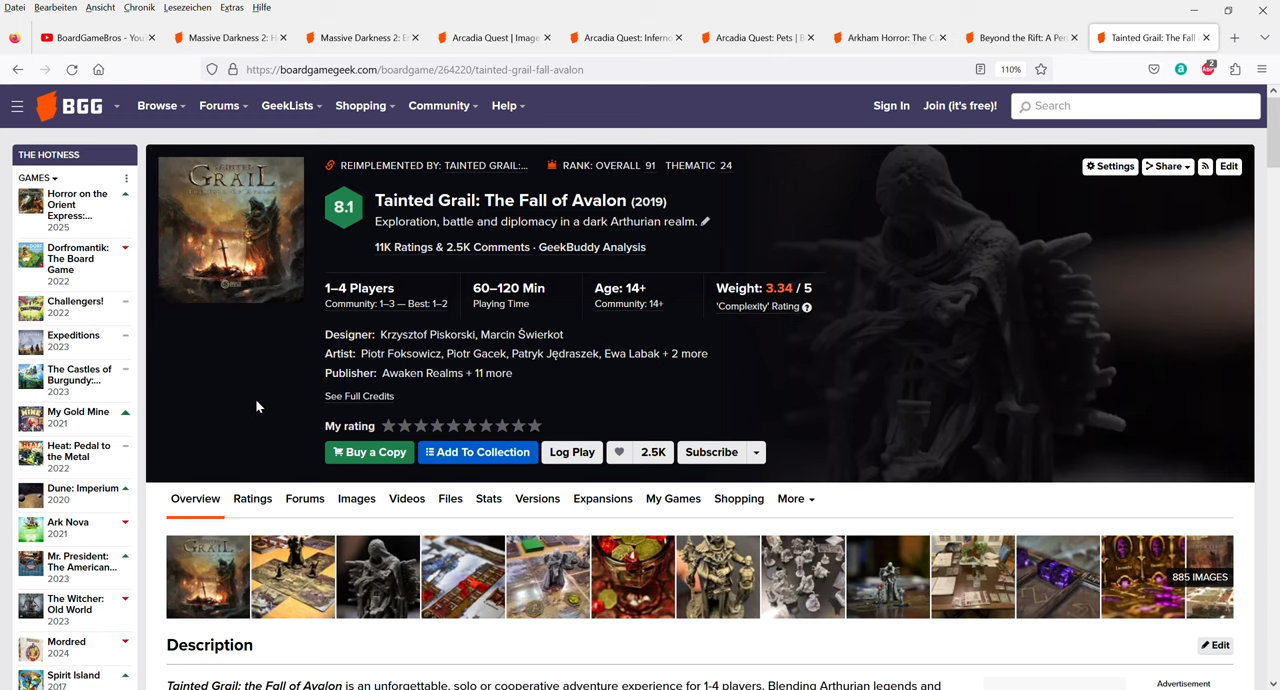 Datei Bearbeiten Ansicht Chronik Lesezeichen Extras Hilfe
BoardGameBros - You
Massive Darkness 2: H
Massive Darkness 2: E
Arcadia Quest | Image
Arcadia Quest: Inferno
Arcadia Quest: Pets | B
Arkham Horror: The C
Beyond the Rift: A Per
Tainted Grail: The Fall
https://boardgamegeek.com/boardgame/264220/tainted-grail-fall-avalon
110%
a
2
BGG
Browse
Forums
GeekLists
Shopping
Community
Help
Sign In
Join (it's free)!
Search
THE HOTNESS
GAMES
Horror on the
Orient
Express:...
2025
Dorfromantik:
The Board
Game
2022
Challengers!
2022
Expeditions
2023
The Castles of
Burgundy:...
2023
My Gold Mine
2021
Heat: Pedal to
the Metal
2022
Dune: Imperium
2020
Ark Nova
2021
Mr. President:
The American...
2023
The Witcher:
Old World
2023
Mordred
2024
Spirit Island
2017
TAINTED
GRAIL
REIMPLEMENTED BY: TAINTED GRAIL:...
RANK: OVERALL 91 THEMATIC 24
Settings
Share
Edit
8.1
Tainted Grail: The Fall of Avalon (2019)
Exploration, battle and diplomacy in a dark Arthurian realm.
11K Ratings & 2.5K Comments · GeekBuddy Analysis
1–4 Players
Community: 1–3 — Best: 1–2
60–120 Min
Playing Time
Age: 14+
Community: 14+
Weight: 3.34 / 5
'Complexity' Rating
Designer: Krzysztof Piskorski, Marcin Świerkot
Artist: Piotr Foksowicz, Piotr Gacek, Patryk Jędraszek, Ewa Labak + 2 more
Publisher: Awaken Realms + 11 more
See Full Credits
My rating
Buy a Copy
Add To Collection
Log Play
2.5K
Subscribe
Overview
Ratings
Forums
Images
Videos
Files
Stats
Versions
Expansions
My Games
Shopping
More
GRAIL
885 IMAGES
Description
Edit
Tainted Grail: the Fall of Avalon is an unforgettable, solo or cooperative adventure experience for 1-4 players. Blending Arthurian legends and
Advertisement